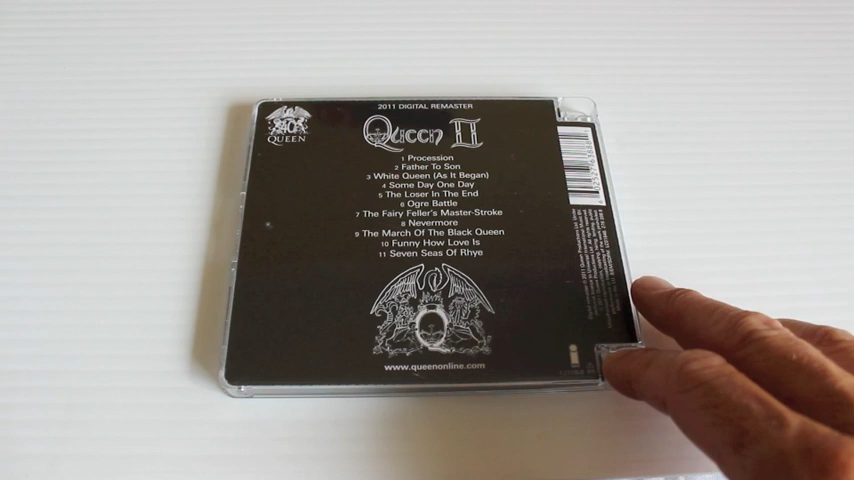 2011 DIGITAL REMASTER
40
QUEEN
Queen II
1 Procession
2 Father To Son
3 White Queen (As It Began)
4 Some Day One Day
5 The Loser In The End
6 Ogre Battle
7 The Fairy Feller's Master-Stroke
8 Nevermore
9 The March Of The Black Queen
10 Funny How Love Is
11 Seven Seas Of Rhye
www.queenonline.com